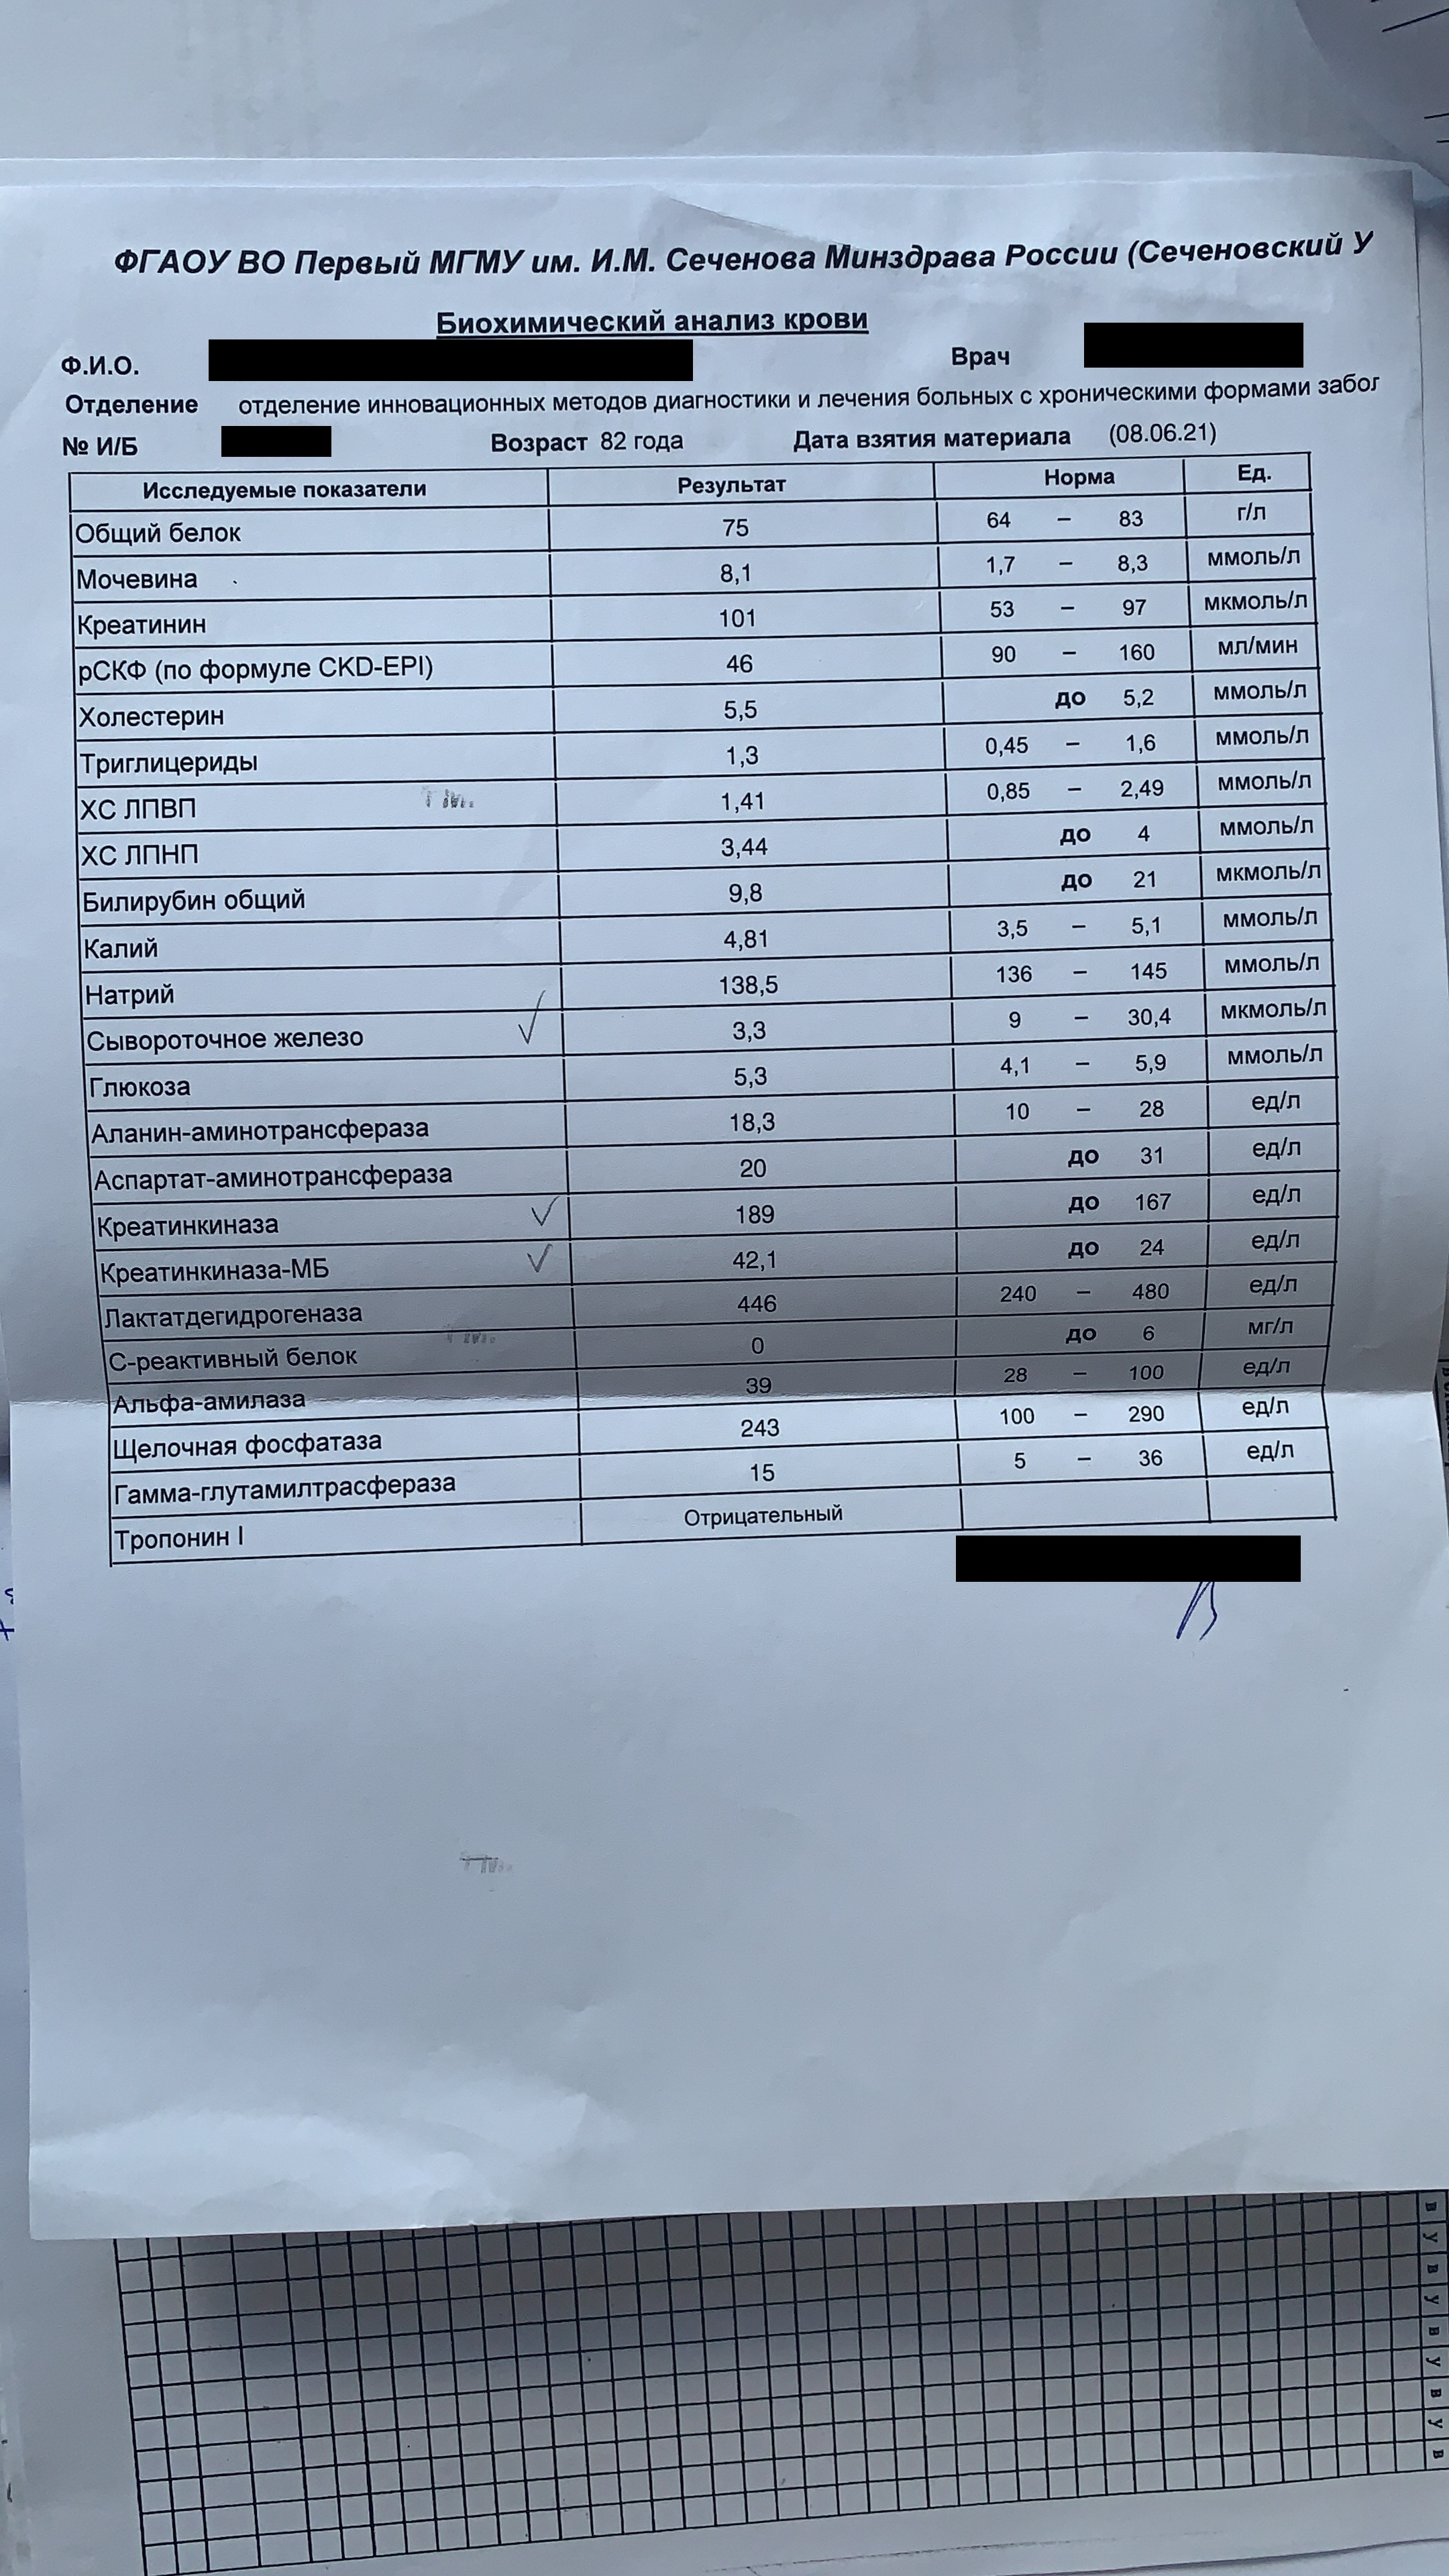 ФГАОУ ВО Первый МГМУ им. И.М. Сеченова Минздрава России (Сеченовский У
Биохимический анализ крови
Ф.И.О. Врач
Отделение отделение инновационных методов диагностики и лечения больных с хроническими формами забол
№ И/Б Возраст 82 года Дата взятия материала (08.06.21)
Исследуемые показатели Результат Норма Ед.
Общий белок 75 64 – 83 г/л
Мочевина 8,1 1,7 – 8,3 ммоль/л
Креатинин 101 53 – 97 мкмоль/л
рСКФ (по формуле CKD-EPI) 46 90 – 160 мл/мин
Холестерин 5,5 до 5,2 ммоль/л
Триглицериды 1,3 0,45 – 1,6 ммоль/л
ХС ЛПВП 1,41 0,85 – 2,49 ммоль/л
ХС ЛПНП 3,44 до 4 ммоль/л
Билирубин общий 9,8 до 21 мкмоль/л
Калий 4,81 3,5 – 5,1 ммоль/л
Натрий 138,5 136 – 145 ммоль/л
Сывороточное железо 3,3 9 – 30,4 мкмоль/л
Глюкоза 5,3 4,1 – 5,9 ммоль/л
Аланин-аминотрансфераза 18,3 10 – 28 ед/л
Аспартат-аминотрансфераза 20 до 31 ед/л
Креатинкиназа 189 до 167 ед/л
Креатинкиназа-МБ 42,1 до 24 ед/л
Лактатдегидрогеназа 446 240 – 480 ед/л
С-реактивный белок 0 до 6 мг/л
Альфа-амилаза 39 28 – 100 ед/л
Щелочная фосфатаза 243 100 – 290 ед/л
Гамма-глутамилтрасфераза 15 5 – 36 ед/л
Тропонин I Отрицательный
в
у
в
у
в
у
в
у
в